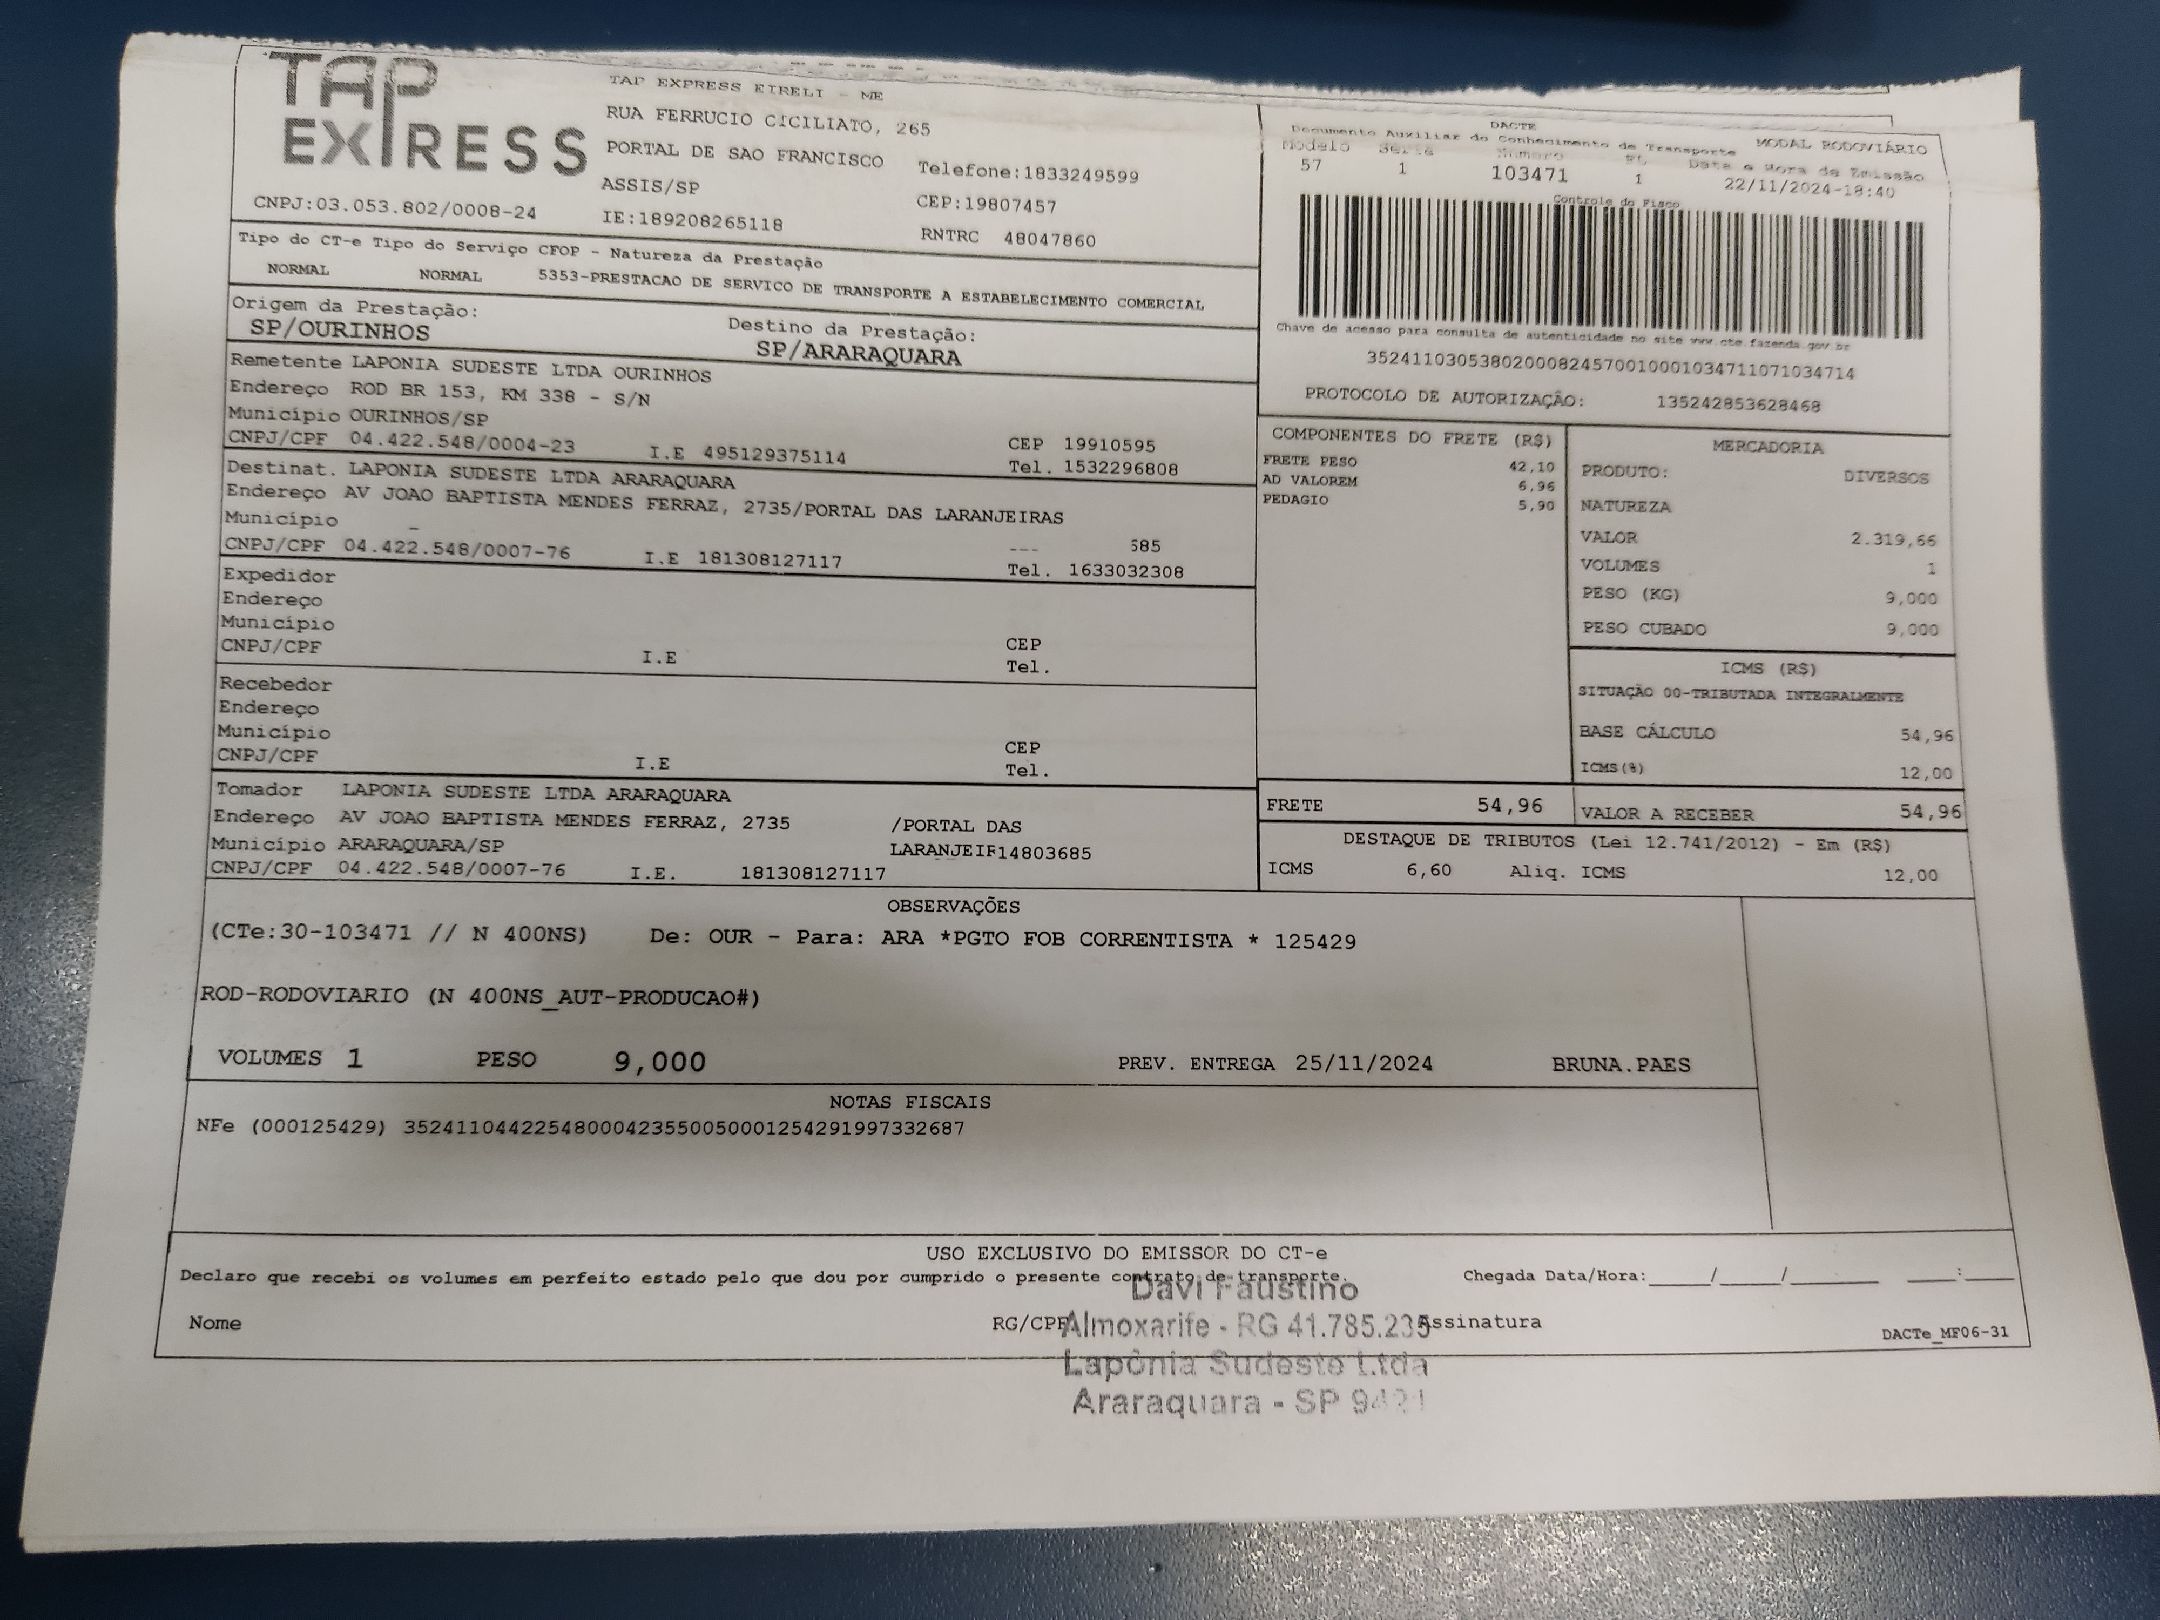 TAP
EXPRESS
TAP EXPRESS EIRELI - ME
RUA FERRUCIO CICILIATO, 265
PORTAL DE SAO FRANCISCO
Telefone:1833249599
ASSIS/SP
CEP:19807457
CNPJ:03.053.802/0008-24
IE:189208265118
RNTRC 48047860
DACTE
Documento Auxiliar do Conhecimento de Transporte MODAL RODOVIÁRIO
Modelo Serie Numero FL Data e Hora de Emissão
57 1 103471 1 22/11/2024-18:40
Controle do Fisco
Chave de acesso para consulta de autenticidade no site www.cte.fazenda.gov.br
35241103053802000824570010001034711071034714
PROTOCOLO DE AUTORIZAÇÃO: 135242853628468
Tipo do CT-e Tipo do Serviço CFOP - Natureza da Prestação
NORMAL NORMAL 5353-PRESTACAO DE SERVICO DE TRANSPORTE A ESTABELECIMENTO COMERCIAL
Origem da Prestação: Destino da Prestação:
SP/OURINHOS SP/ARARAQUARA
Remetente LAPONIA SUDESTE LTDA OURINHOS
Endereço ROD BR 153, KM 338 - S/N
Município OURINHOS/SP CEP 19910595
CNPJ/CPF 04.422.548/0004-23 I.E 495129375114 Tel. 1532296808
Destinat. LAPONIA SUDESTE LTDA ARARAQUARA
Endereço AV JOAO BAPTISTA MENDES FERRAZ, 2735/PORTAL DAS LARANJEIRAS
Município 585
CNPJ/CPF 04.422.548/0007-76 I.E 181308127117 Tel. 1633032308
Expedidor
Endereço
Município CEP
CNPJ/CPF I.E Tel.
Recebedor
Endereço
Município CEP
CNPJ/CPF I.E Tel.
Tomador LAPONIA SUDESTE LTDA ARARAQUARA
Endereço AV JOAO BAPTISTA MENDES FERRAZ, 2735 /PORTAL DAS
Município ARARAQUARA/SP LARANJEIF14803685
CNPJ/CPF 04.422.548/0007-76 I.E. 181308127117
COMPONENTES DO FRETE (R$)
FRETE PESO 42,10
AD VALOREM 6,96
PEDAGIO 5,90
MERCADORIA
PRODUTO: DIVERSOS
NATUREZA
VALOR 2.319,66
VOLUMES 1
PESO (KG) 9,000
PESO CUBADO 9,000
ICMS (R$)
SITUAÇÃO 00-TRIBUTADA INTEGRALMENTE
BASE CÁLCULO 54,96
ICMS(%) 12,00
FRETE 54,96 VALOR A RECEBER 54,96
DESTAQUE DE TRIBUTOS (Lei 12.741/2012) - Em (R$)
ICMS 6,60 Aliq. ICMS 12,00
OBSERVAÇÕES
(CTe:30-103471 // N 400NS) De: OUR - Para: ARA *PGTO FOB CORRENTISTA * 125429
ROD-RODOVIARIO (N 400NS_AUT-PRODUCAO#)
VOLUMES 1 PESO 9,000 PREV. ENTREGA 25/11/2024 BRUNA.PAES
NOTAS FISCAIS
NFe (000125429) 35241104422548000423550050001254291997332687
USO EXCLUSIVO DO EMISSOR DO CT-e
Declaro que recebi os volumes em perfeito estado pelo que dou por cumprido o presente contrato de transporte. Chegada Data/Hora:_____/_____/_______ ____:____
Davi Faustino
Nome RG/CPF Assinatura
Almoxarife - RG 41.785.235
DACTe_MF06-31
Lapônia Sudeste Ltda
Araraquara - SP